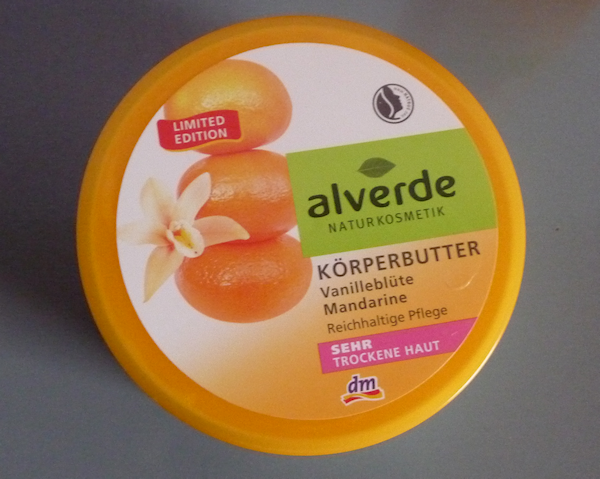 LIMITED
EDITION
alverde
NATURKOSMETIK
KÖRPERBUTTER
Vanilleblüte
Mandarine
Reichhaltige Pflege
SEHR
TROCKENE HAUT
dm